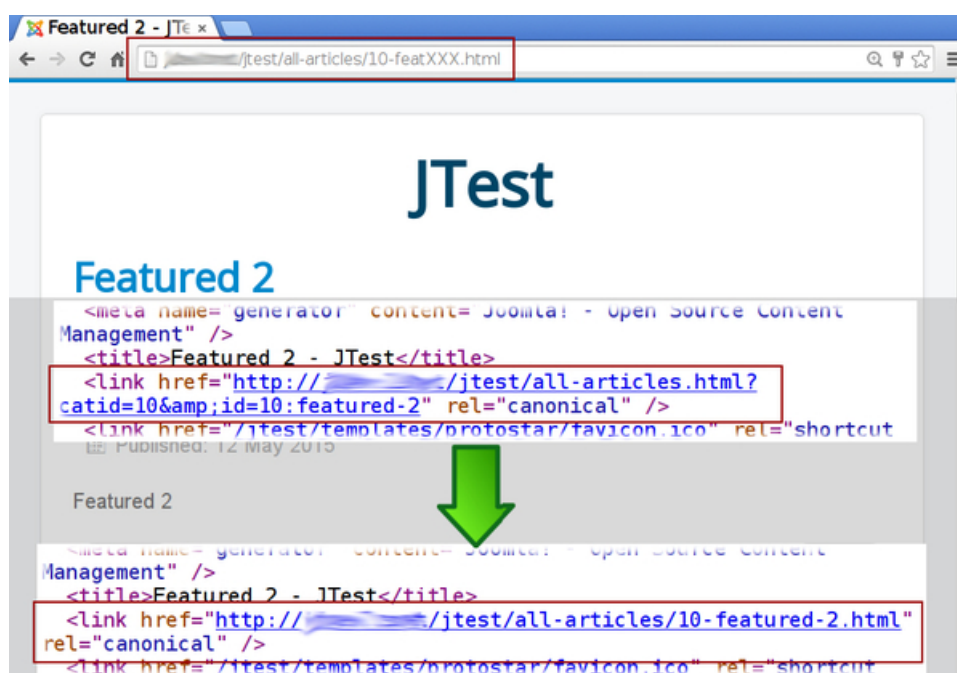 Featured 2 - JTe ×
/jtest/all-articles/10-featXXX.html
JTest
Featured 2
<meta name="generator" content="Joomla! - Open Source Content
Management" />
<title>Featured 2 - JTest</title>
<link href="http:///jtest/all-articles.html?
catid=10&amp;id=10:featured-2" rel="canonical" />
<link href="/jtest/templates/protostar/favicon.ico" rel="shortcut
Published: 12 May 2015
Featured 2
<meta name="generator" content="Joomla! - Open Source Content
Management" />
<title>Featured 2 - JTest</title>
<link href="http:///jtest/all-articles/10-featured-2.html"
rel="canonical" />
<link href="/jtest/templates/protostar/favicon.ico" rel="shortcut